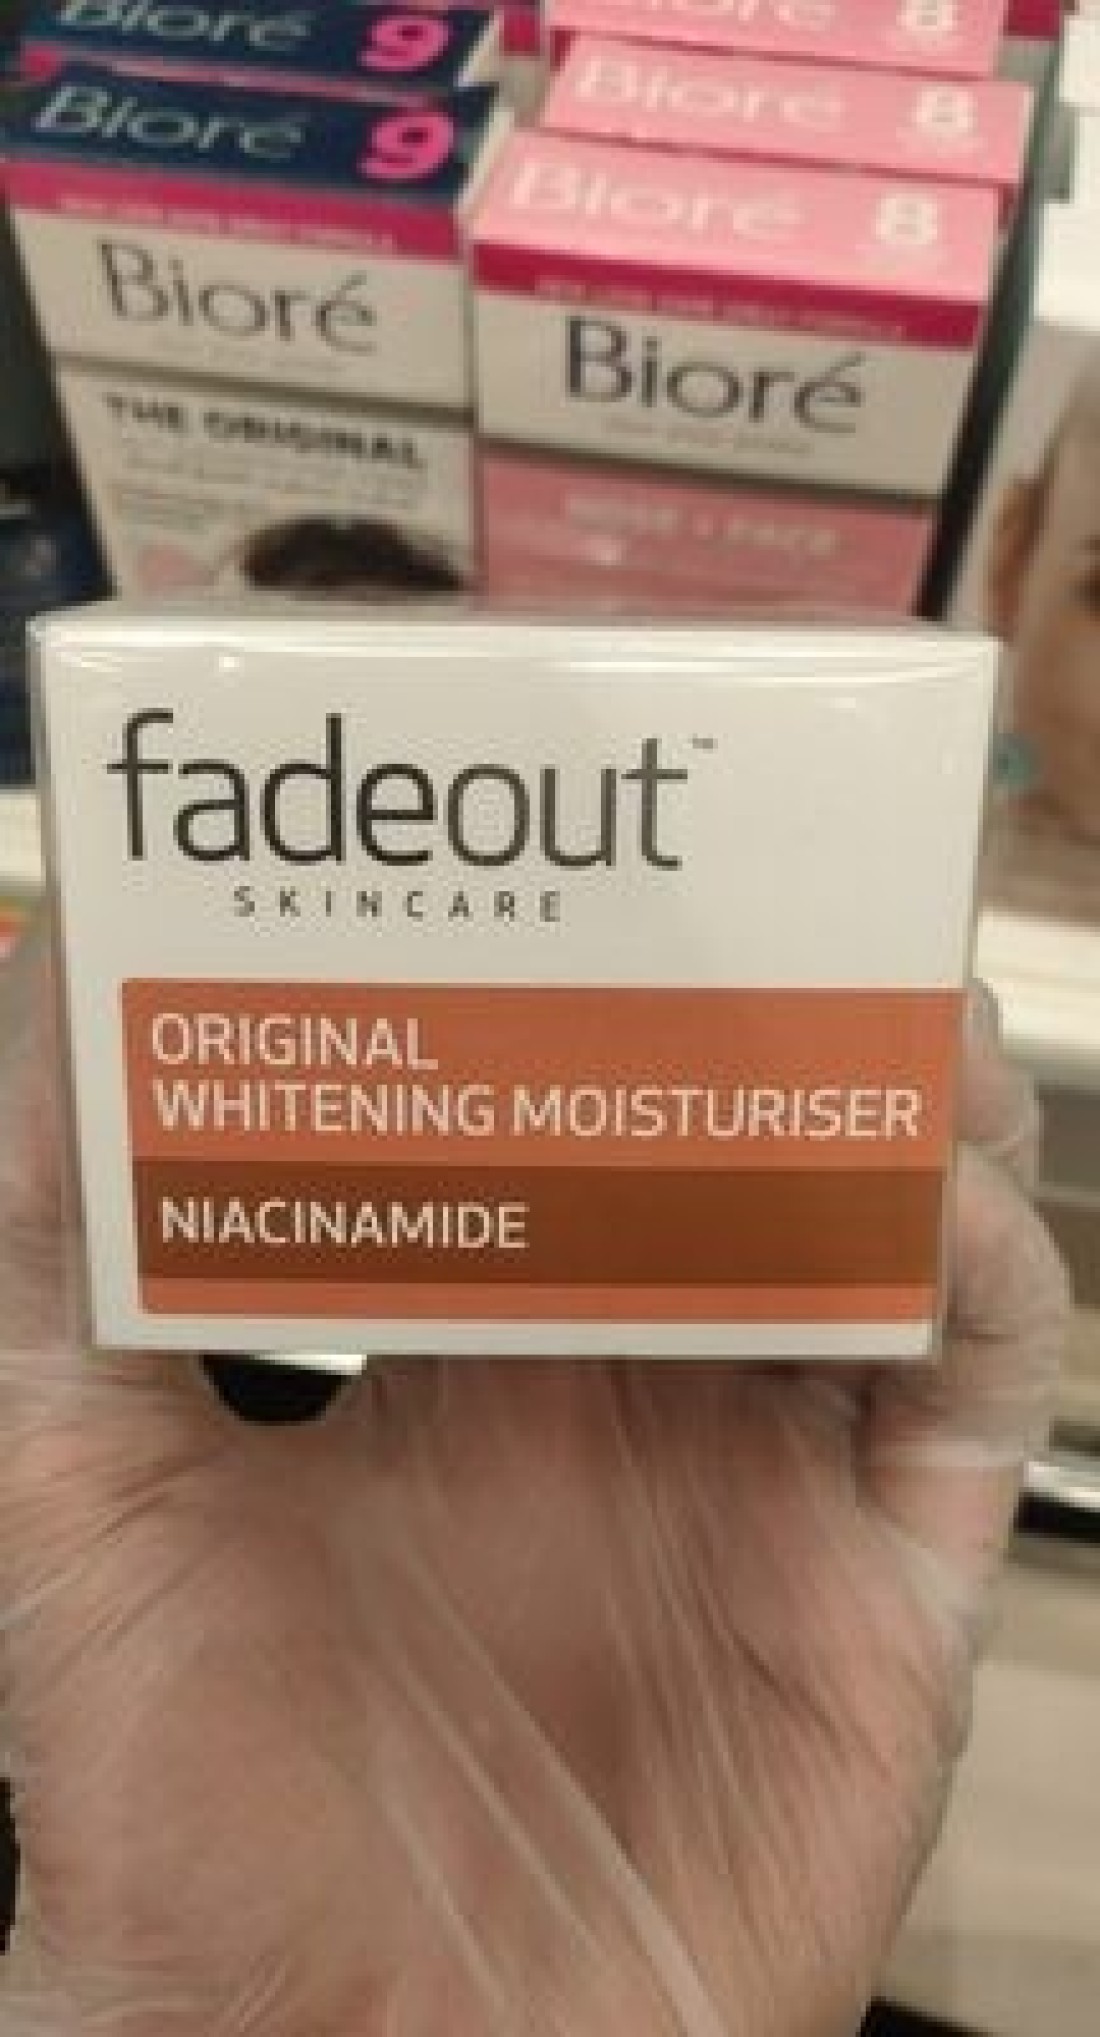 Bioré 9
Bioré 8
Bioré 8
Bioré 9
Bioré 8
Bioré
Bioré
THE ORIGINAL
fadeout™
SKINCARE
ORIGINAL
WHITENING MOISTURISER
NIACINAMIDE